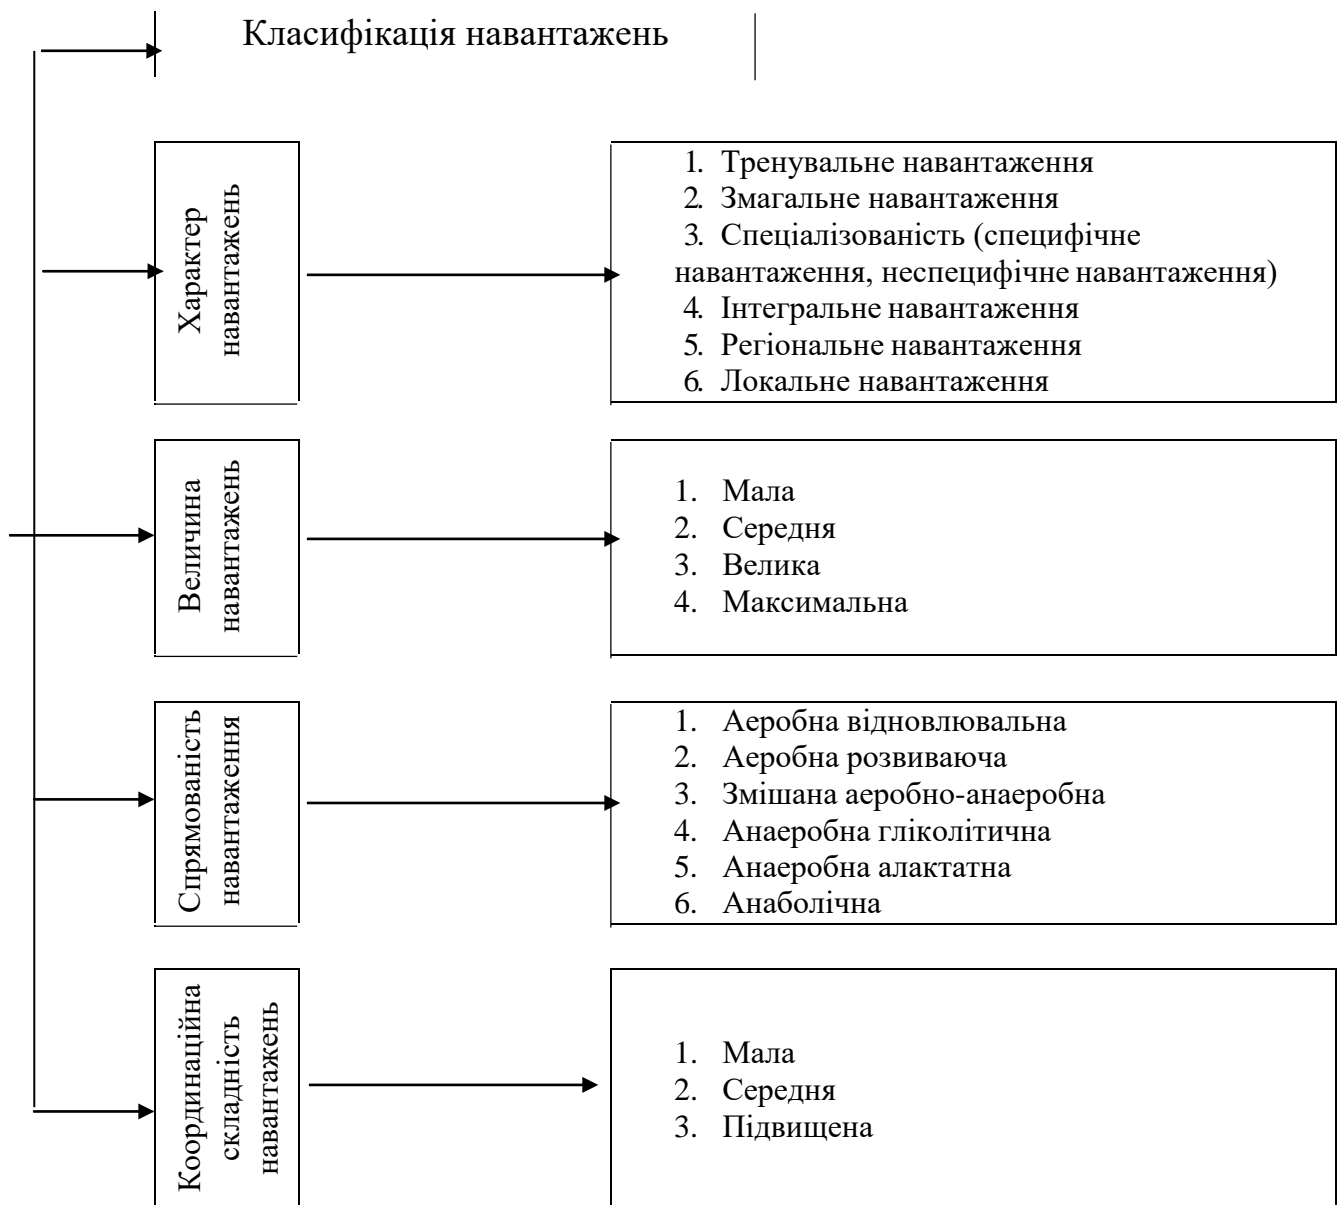 Класифікація навантажень
Характер
навантажень
1. Тренувальне навантаження
2. Змагальне навантаження
3. Спеціалізованість (специфічне
навантаження, неспецифічне навантаження)
4. Інтегральне навантаження
5. Регіональне навантаження
6. Локальне навантаження
Величина
навантажень
1. Мала
2. Середня
3. Велика
4. Максимальна
Спрямованість
навантаження
1. Аеробна відновлювальна
2. Аеробна розвиваюча
3. Змішана аеробно-анаеробна
4. Анаеробна гліколітична
5. Анаеробна алактатна
6. Анаболічна
Координаційна
складність
навантажень
1. Мала
2. Середня
3. Підвищена